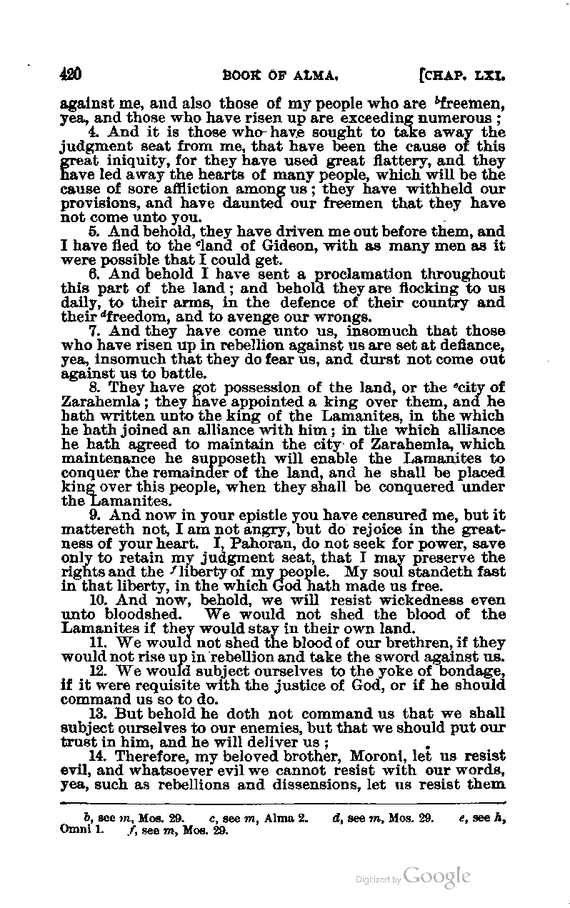 420 BOOK OF ALMA. [CHAP. LXI.
against me, and also those of my people who are ᵇfreemen,
yea, and those who have risen up are exceeding numerous ;
4. And it is those who have sought to take away the
judgment seat from me, that have been the cause of this
great iniquity, for they have used great flattery, and they
have led away the hearts of many people, which will be the
cause of sore affliction among us ; they have withheld our
provisions, and have daunted our freemen that they have
not come unto you.
5. And behold, they have driven me out before them, and
I have fled to the ᶜland of Gideon, with as many men as it
were possible that I could get.
6. And behold I have sent a proclamation throughout
this part of the land ; and behold they are flocking to us
daily, to their arms, in the defence of their country and
their ᵈfreedom, and to avenge our wrongs.
7. And they have come unto us, insomuch that those
who have risen up in rebellion against us are set at defiance,
yea, insomuch that they do fear us, and durst not come out
against us to battle.
8. They have got possession of the land, or the ᵉcity of
Zarahemla ; they have appointed a king over them, and he
hath written unto the king of the Lamanites, in the which
he hath joined an alliance with him ; in the which alliance
he hath agreed to maintain the city of Zarahemla, which
maintenance he supposeth will enable the Lamanites to
conquer the remainder of the land, and he shall be placed
king over this people, when they shall be conquered under
the Lamanites.
9. And now in your epistle you have censured me, but it
mattereth not, I am not angry, but do rejoice in the great-
ness of your heart. I, Pahoran, do not seek for power, save
only to retain my judgment seat, that I may preserve the
rights and the ᶠliberty of my people. My soul standeth fast
in that liberty, in the which God hath made us free.
10. And now, behold, we will resist wickedness even
unto bloodshed. We would not shed the blood of the
Lamanites if they would stay in their own land.
11. We would not shed the blood of our brethren, if they
would not rise up in rebellion and take the sword against us.
12. We would subject ourselves to the yoke of bondage,
if it were requisite with the justice of God, or if he should
command us so to do.
13. But behold he doth not command us that we shall
subject ourselves to our enemies, but that we should put our
trust in him, and he will deliver us ;
14. Therefore, my beloved brother, Moroni, let us resist
evil, and whatsoever evil we cannot resist with our words,
yea, such as rebellions and dissensions, let us resist them
b, see m, Mos. 29. c, see m, Alma 2. d, see m, Mos. 29. e, see h,
Omni 1. f, see m, Mos. 29.
Digitized by Google